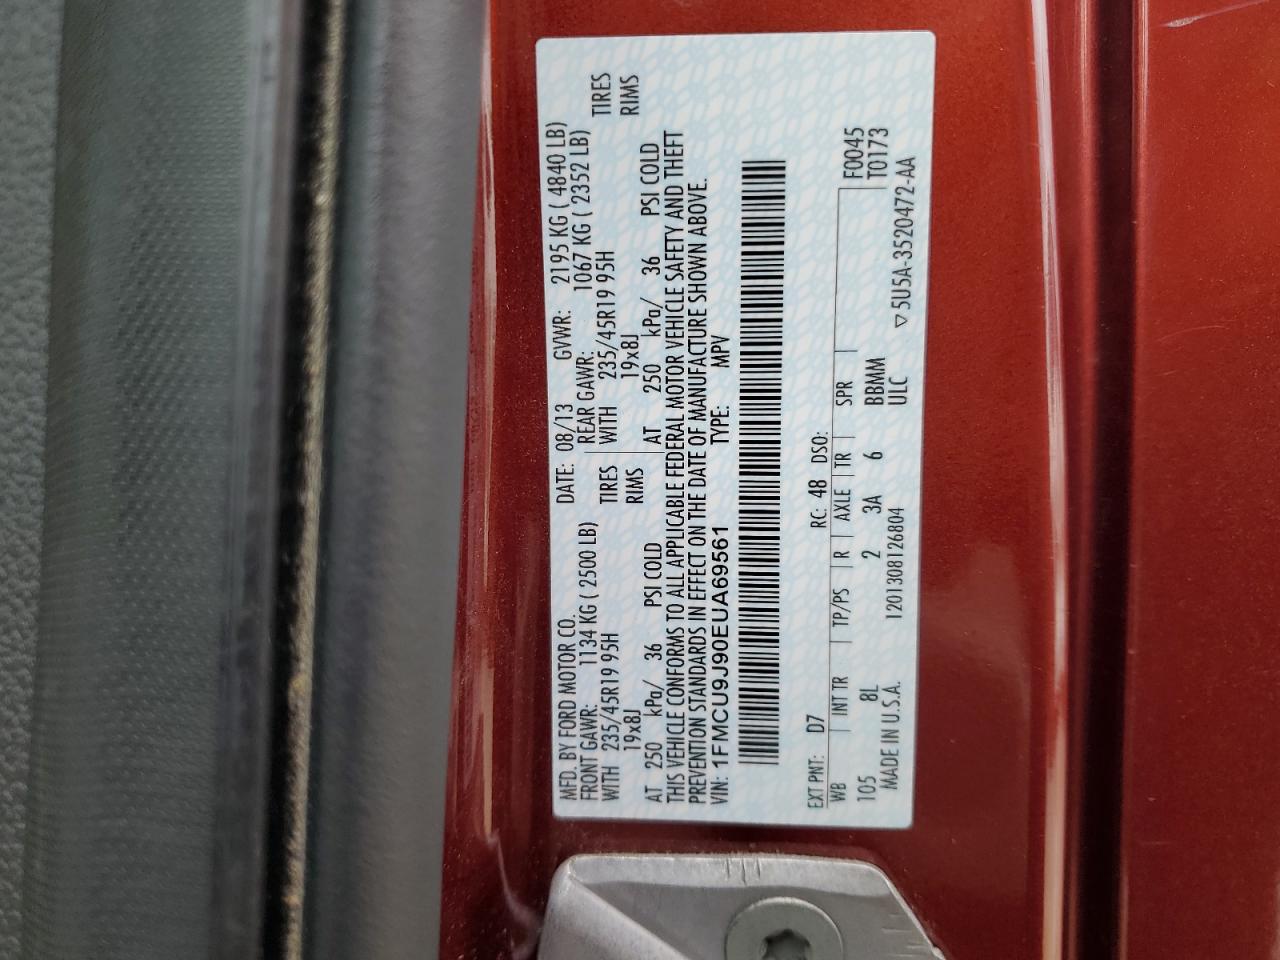 MFD. BY FORD MOTOR CO. DATE: 08/13 GVWR: 2195 KG ( 4840 LB)
FRONT GAWR: 1134 KG ( 2500 LB) REAR GAWR: 1067 KG ( 2352 LB)
WITH 235/45R19 95H TIRES WITH 235/45R19 95H TIRES
19x8J RIMS 19x8J RIMS
AT 250 kPa/ 36 PSI COLD AT 250 kPa/ 36 PSI COLD
THIS VEHICLE CONFORMS TO ALL APPLICABLE FEDERAL MOTOR VEHICLE SAFETY AND THEFT
PREVENTION STANDARDS IN EFFECT ON THE DATE OF MANUFACTURE SHOWN ABOVE.
VIN: 1FMCU9J90EUA69561 TYPE: MPV
EXT PNT: D7 RC: 48 DSO:
WB INT TR TP/PS R AXLE TR SPR F0045
105 8L 2 3A 6 BBMM T0173
MADE IN U.S.A. 1201308126804 ULC ▽5U5A-3520472-AA